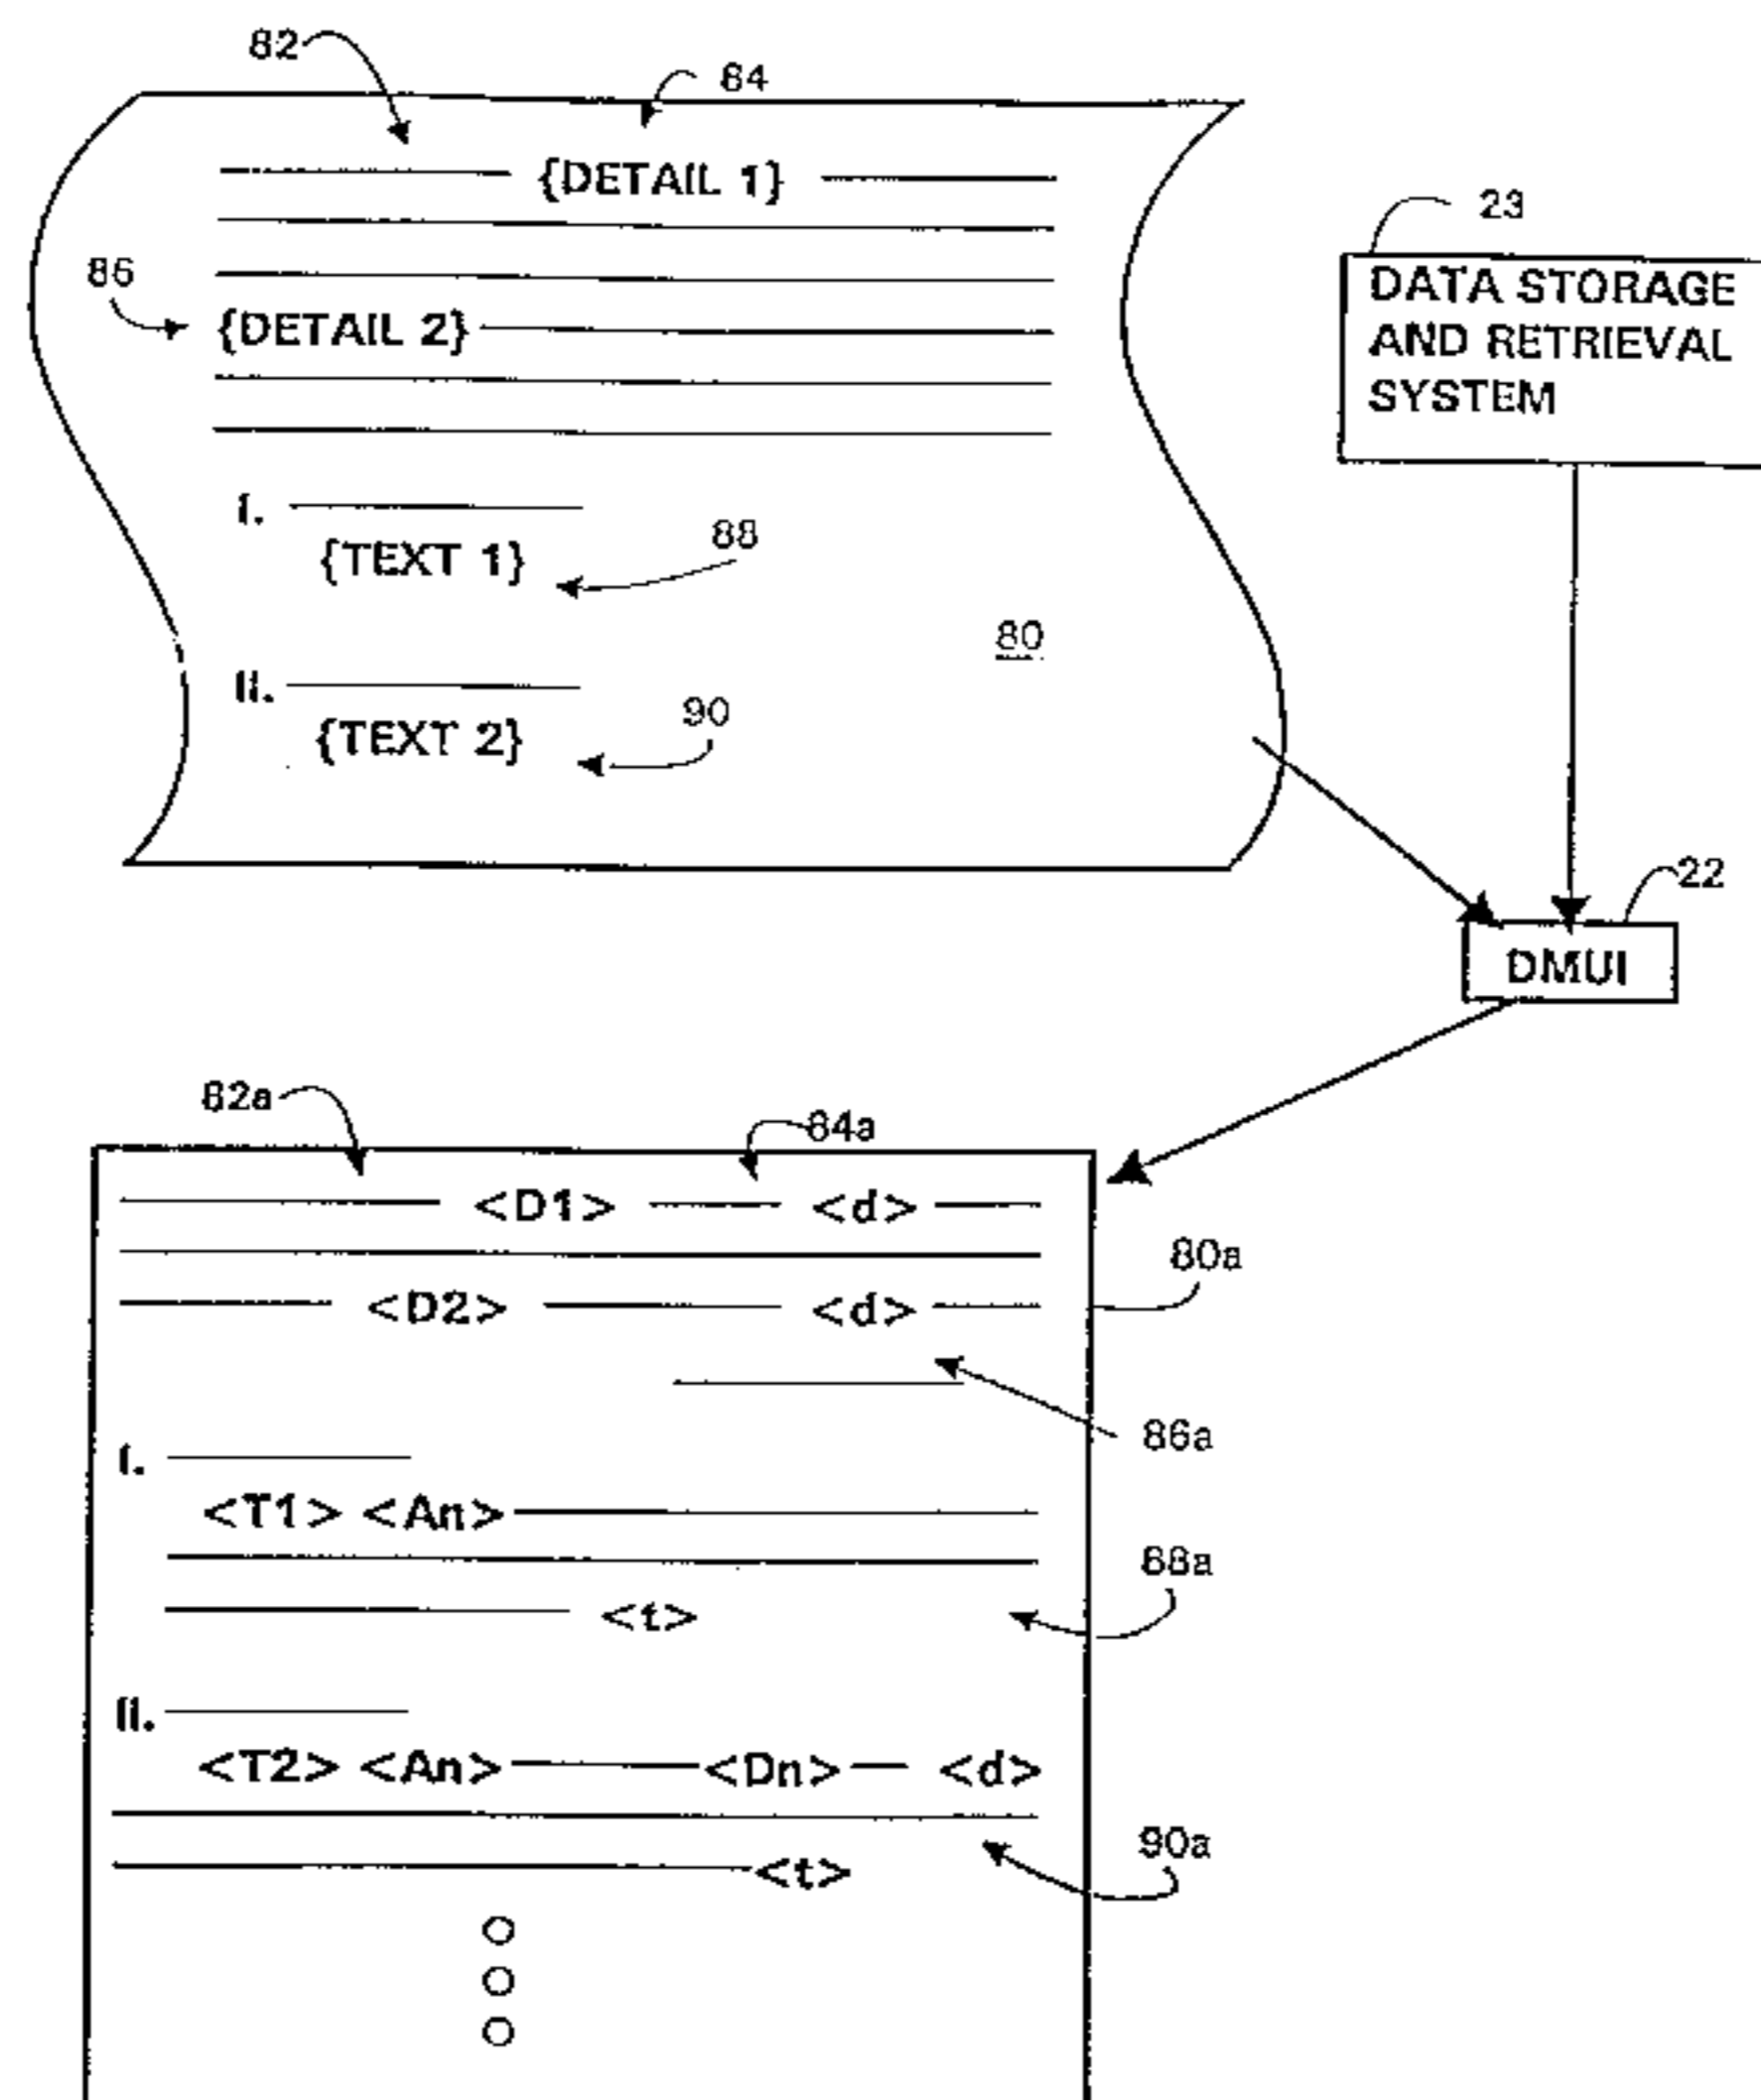 82
84
{DETAIL 1}
23
DATA STORAGE
AND RETRIEVAL
SYSTEM
86
{DETAIL 2}
I.
{TEXT 1}
88
80
II.
{TEXT 2}
90
22
DMUI
82a
84a
<D1> <d>
80a
<D2> <d>
86a
I.
<T1> <An>
88a
<t>
II.
<T2> <An> <Dn> <d>
90a
<t>